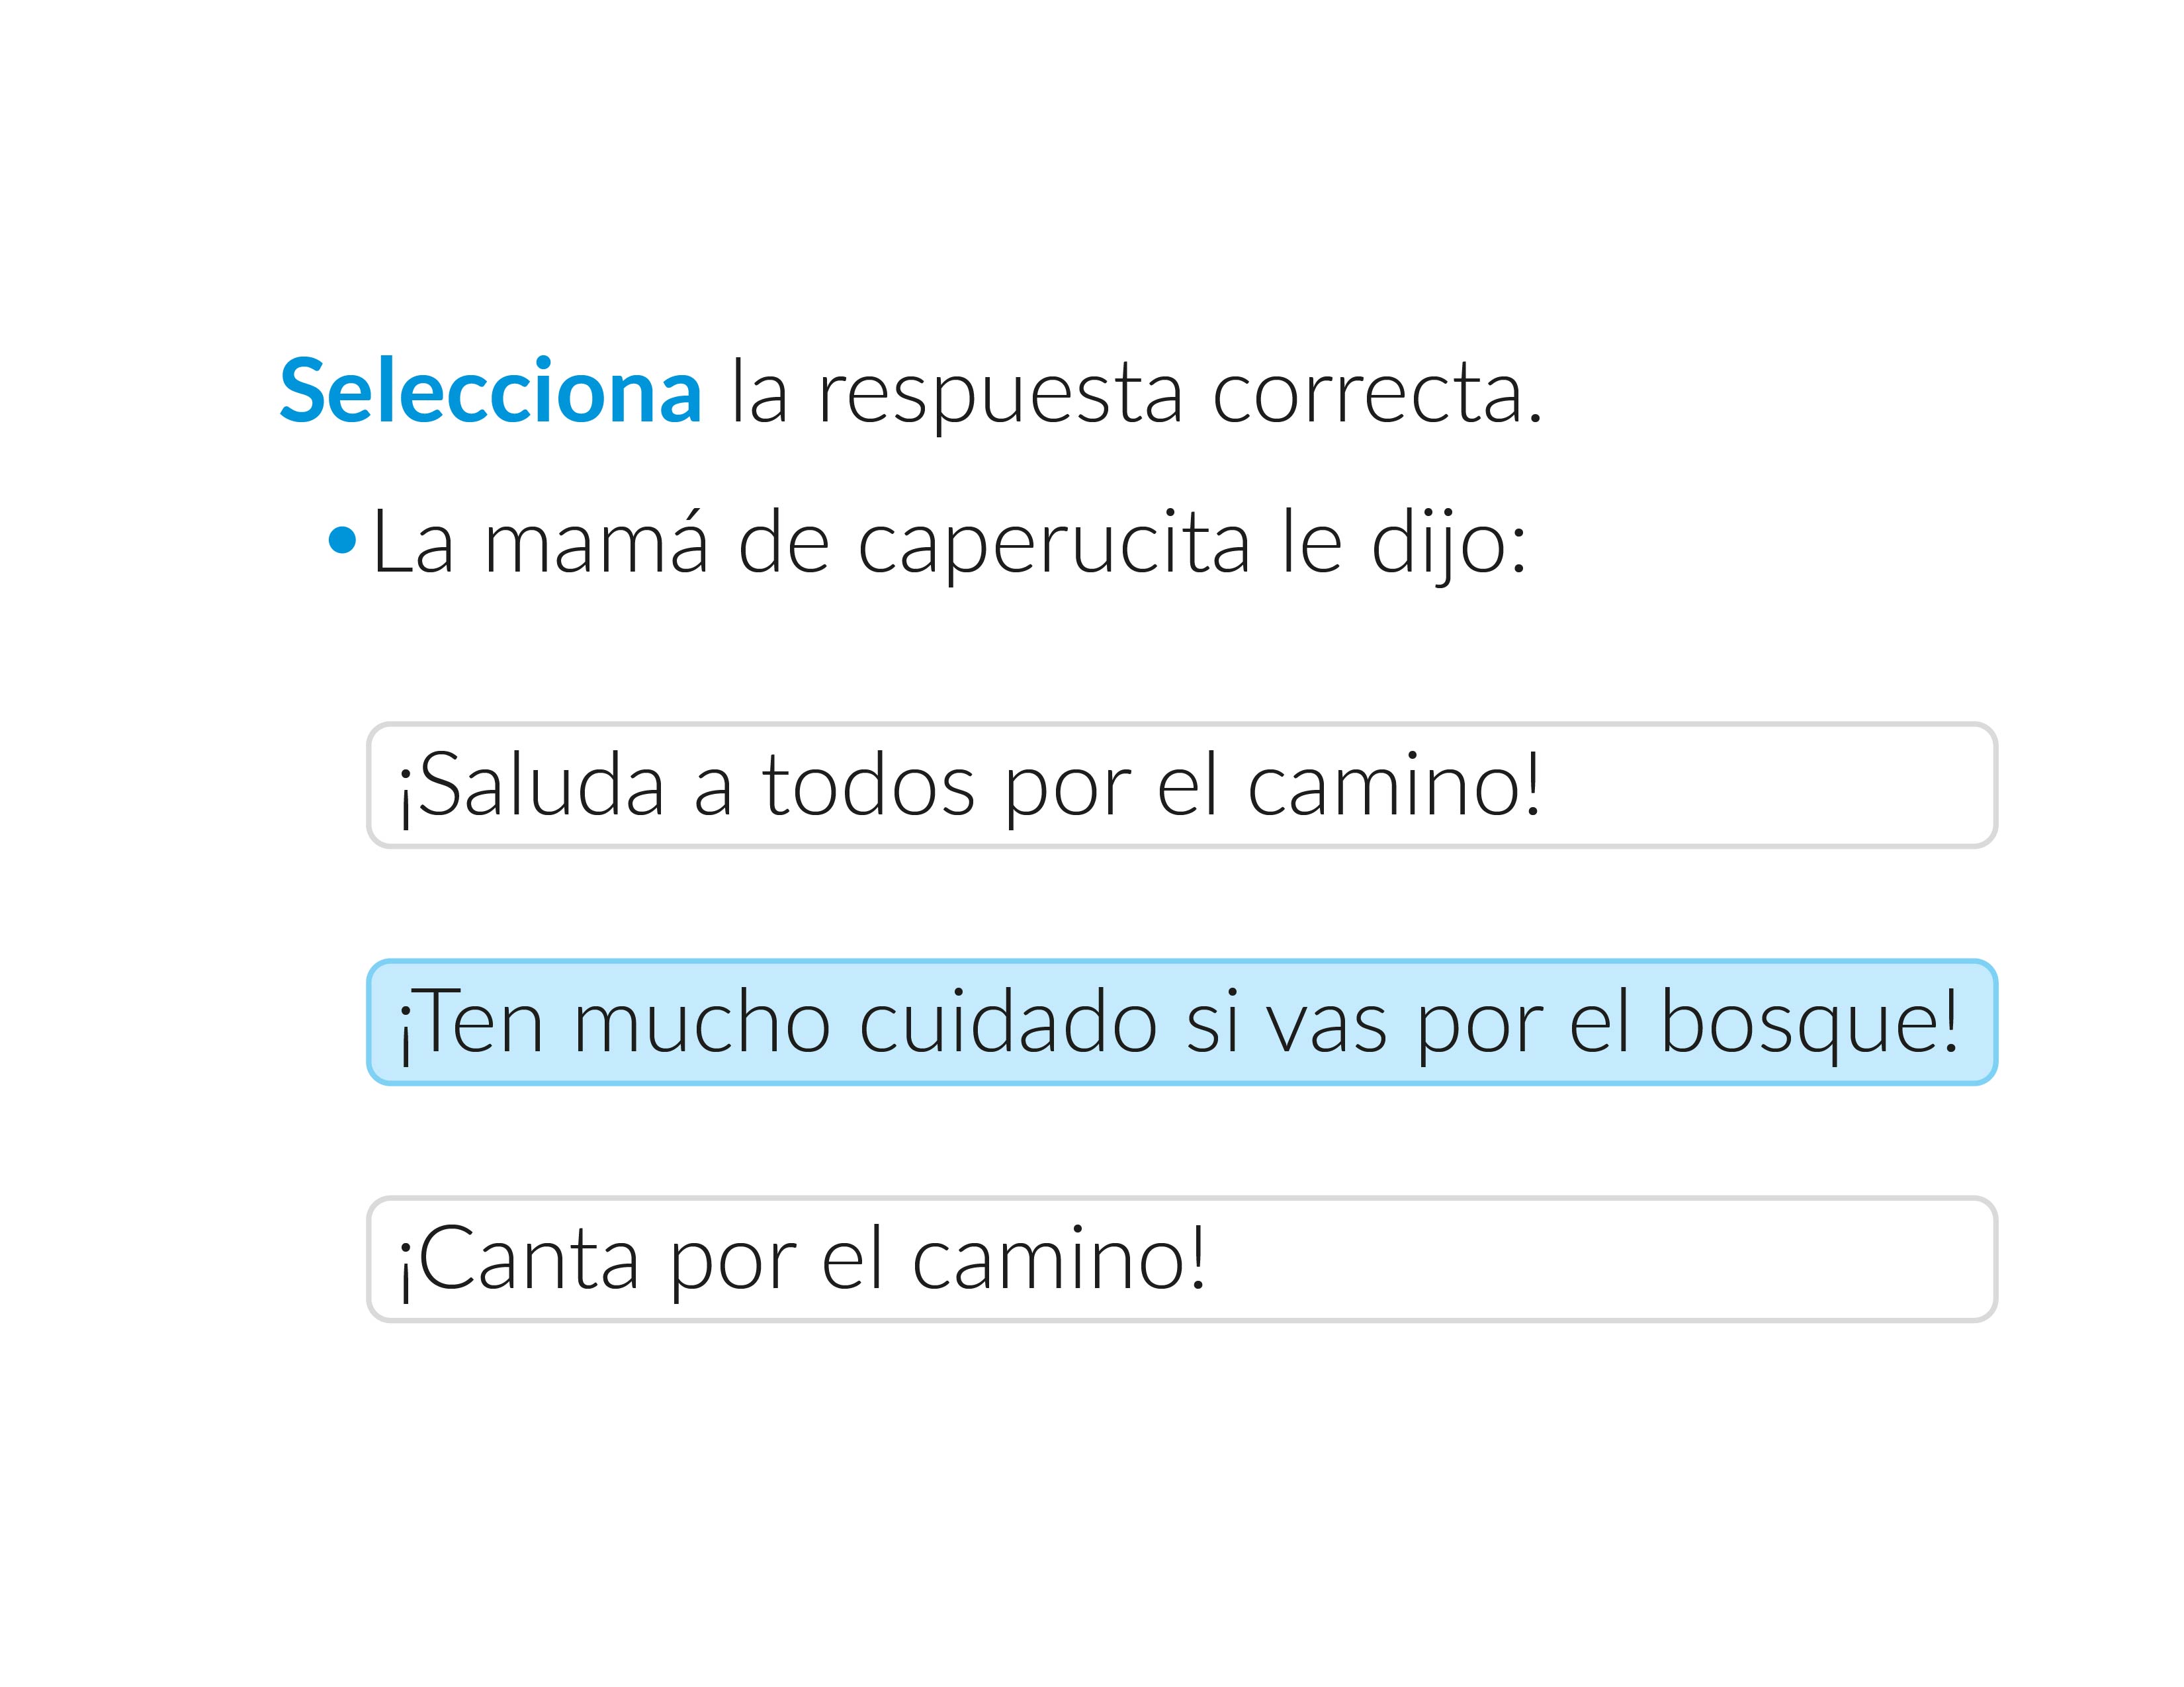 Selecciona la respuesta correcta.
•La mamá de caperucita le dijo:
¡Saluda a todos por el camino!
¡Ten mucho cuidado si vas por el bosque!
¡Canta por el camino!